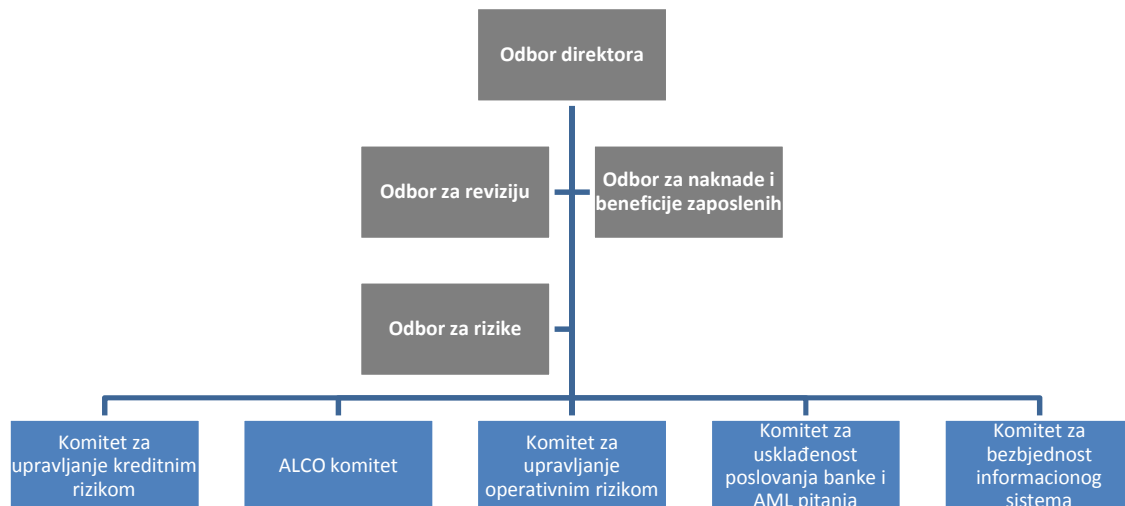 Odbor direktora
Odbor za reviziju
Odbor za naknade i
beneficije zaposlenih
Odbor za rizike
Komitet za
upravljanje kreditnim
rizikom
ALCO komitet
Komitet za
upravljanje
operativnim rizikom
Komitet za
usklađenost
poslovanja banke i
AML pitanja
Komitet za
bezbjednost
informacionog
sistema